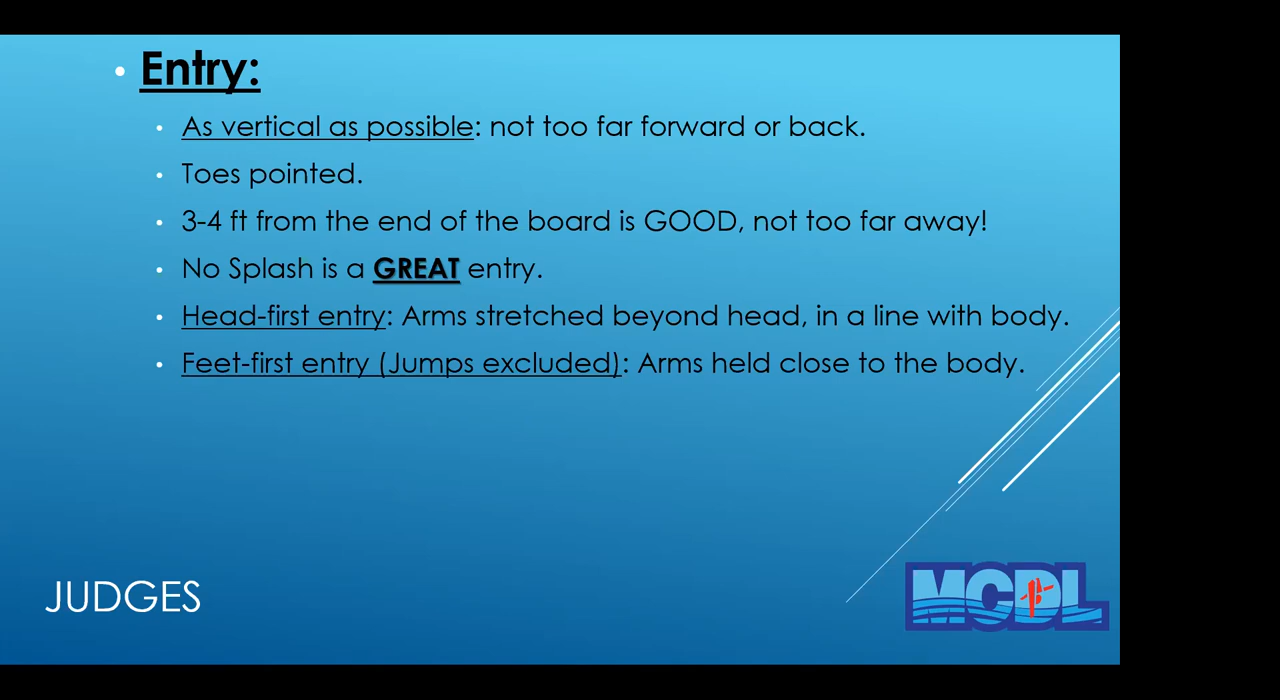 • Entry:
• As vertical as possible: not too far forward or back.
• Toes pointed.
• 3-4 ft from the end of the board is GOOD, not too far away!
• No Splash is a GREAT entry.
• Head-first entry: Arms stretched beyond head, in a line with body.
• Feet-first entry (Jumps excluded): Arms held close to the body.
JUDGES
MCDL